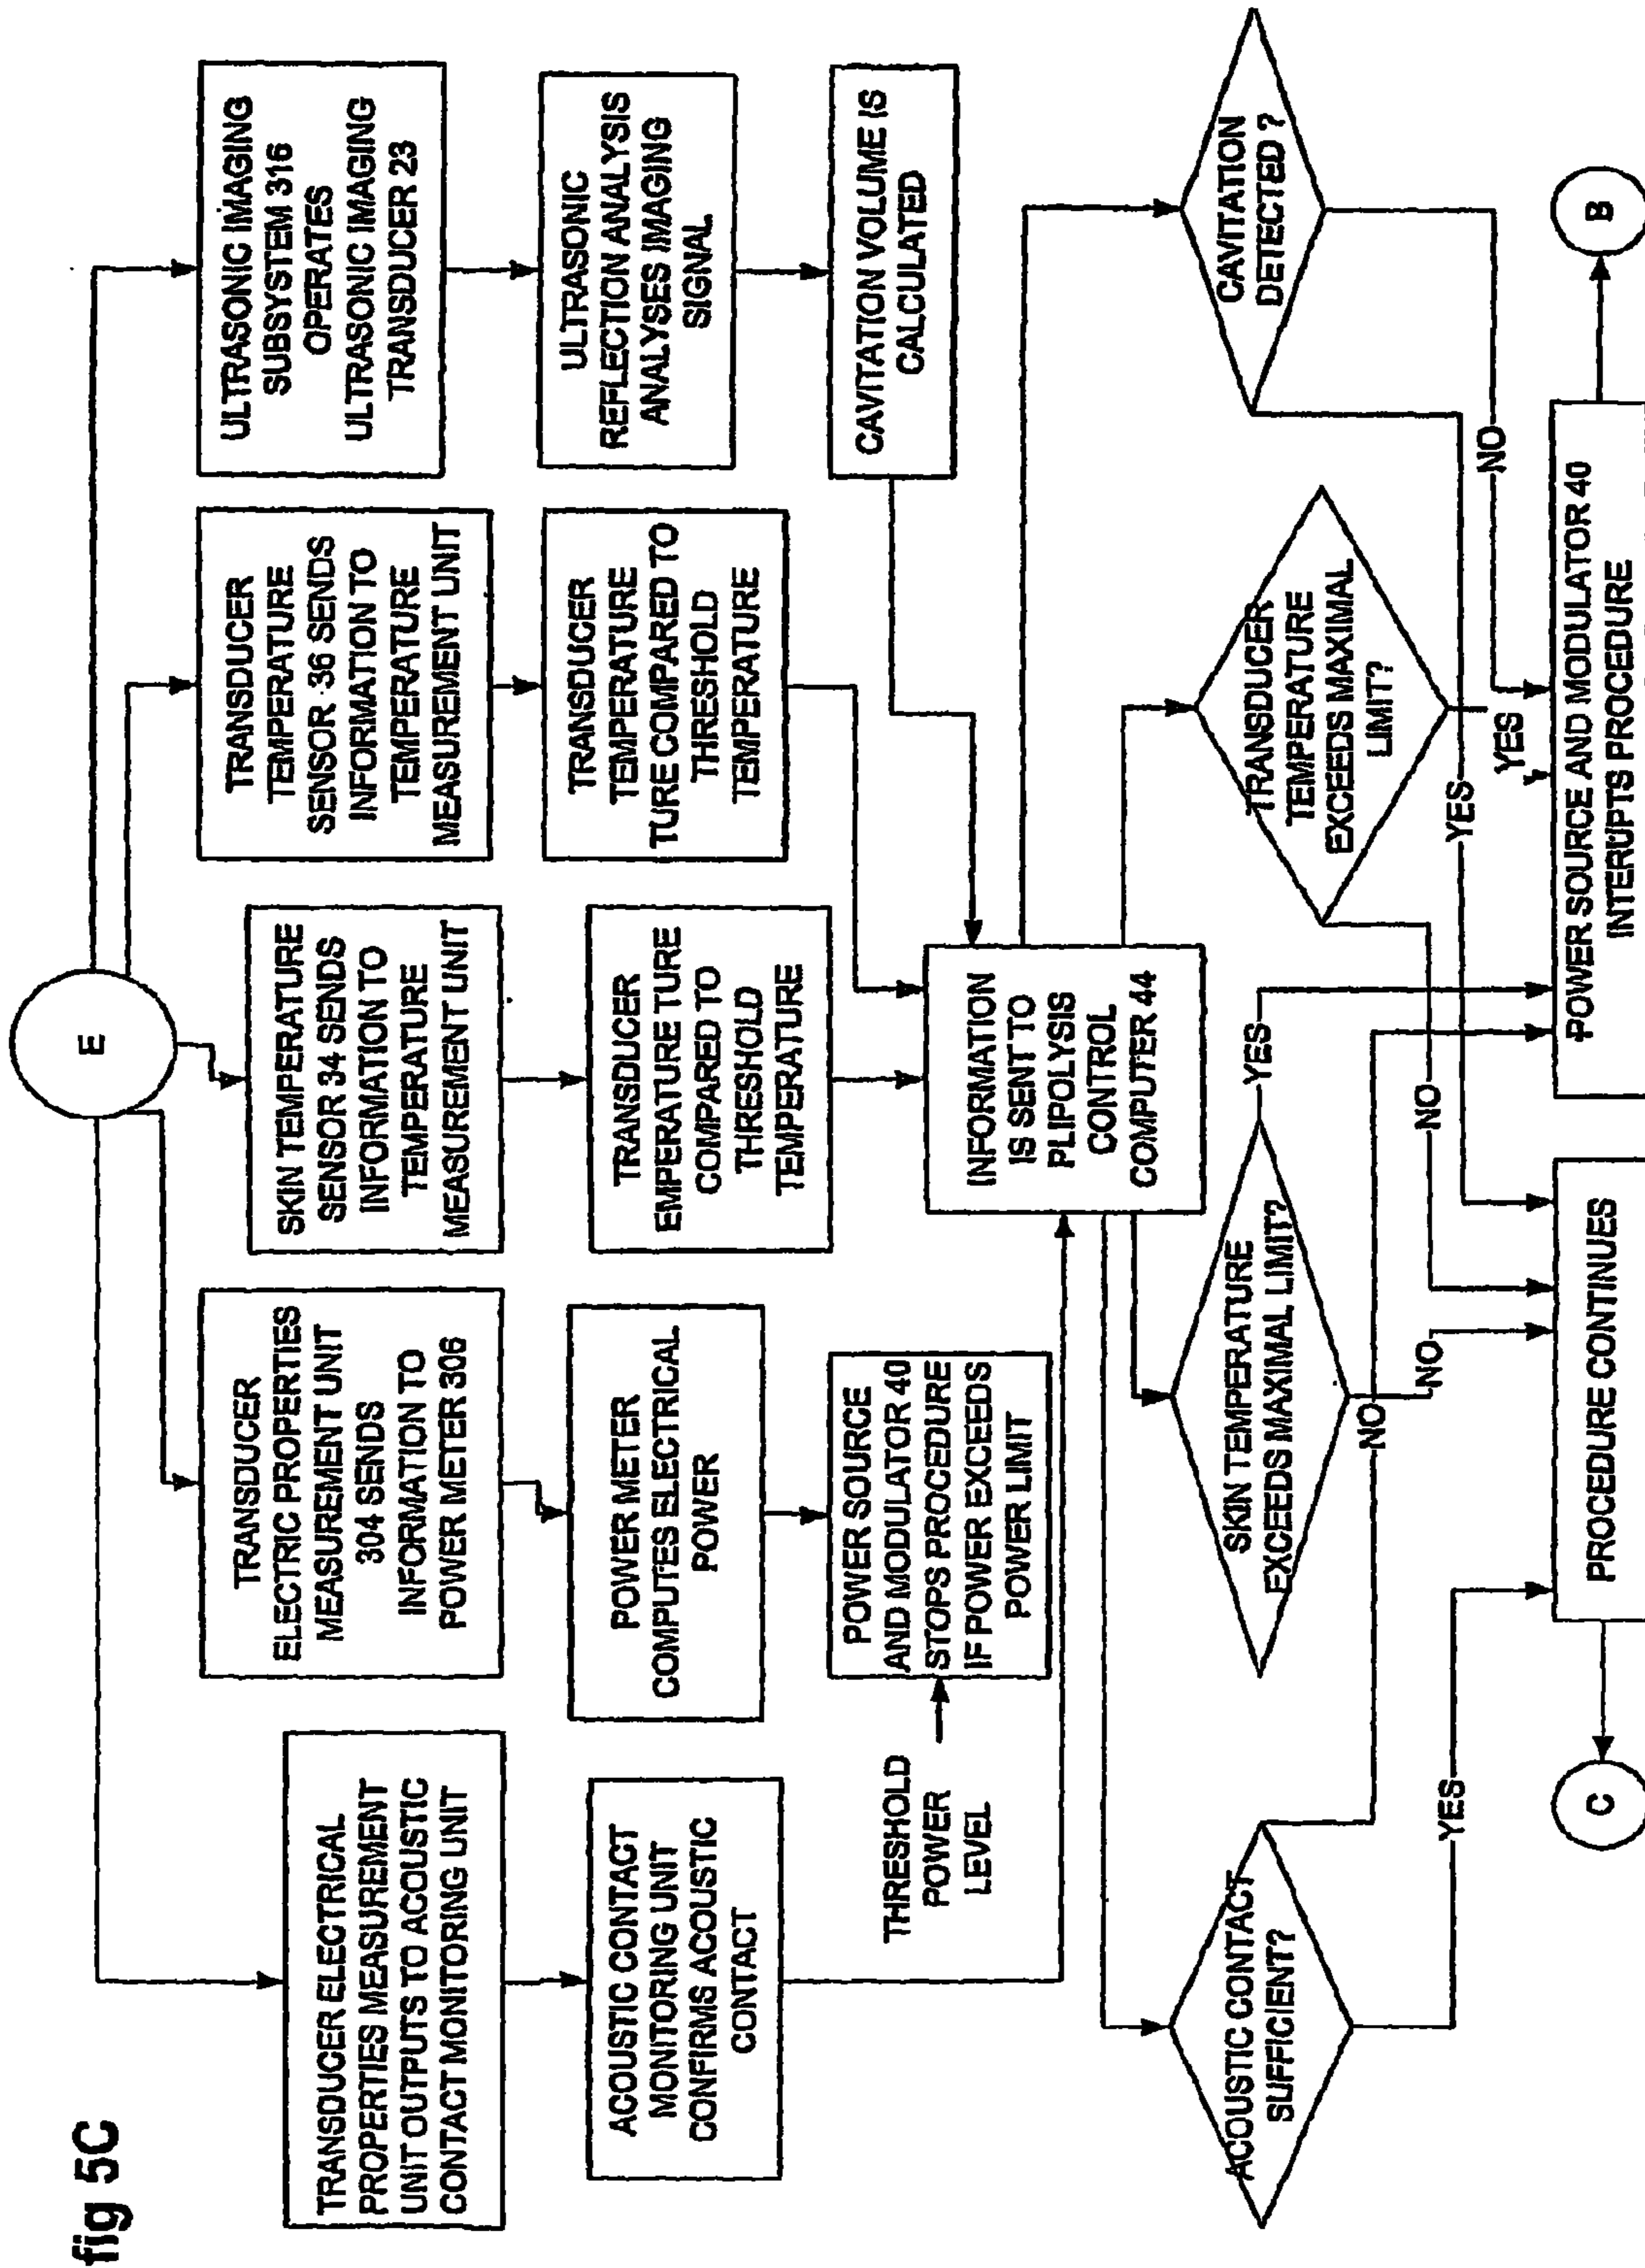 fig 5C
E
TRANSDUCER ELECTRICAL
PROPERTIES MEASUREMENT
UNIT OUTPUTS TO ACOUSTIC
CONTACT MONITORING UNIT
TRANSDUCER
ELECTRIC PROPERTIES
MEASUREMENT UNIT
304 SENDS
INFORMATION TO
POWER METER 306
SKIN TEMPERATURE
SENSOR 34 SENDS
INFORMATION TO
TEMPERATURE
MEASUREMENT UNIT
TRANSDUCER
TEMPERATURE
SENSOR 36 SENDS
INFORMATION TO
TEMPERATURE
MEASUREMENT UNIT
ULTRASONIC IMAGING
SUBSYSTEM 316
OPERATES
ULTRASONIC IMAGING
TRANSDUCER 23
ACOUSTIC CONTACT
MONITORING UNIT
CONFIRMS ACOUSTIC
CONTACT
POWER METER
COMPUTES ELECTRICAL
POWER
TRANSDUCER
EMPERATURE TURE
COMPARED TO
THRESHOLD
TEMPERATURE
TRANSDUCER
TEMPERATURE
TURE COMPARED TO
THRESHOLD
TEMPERATURE
ULTRASONIC
REFLECTION ANALYSIS
ANALYSES IMAGING
SIGNAL
THRESHOLD
POWER
LEVEL
POWER SOURCE
AND MODULATOR 40
STOPS PROCEDURE
IF POWER EXCEEDS
POWER LIMIT
CAVITATION VOLUME IS
CALCULATED
INFORMATION
IS SENT TO
PLIPOLYSIS
CONTROL
COMPUTER 44
ACOUSTIC CONTACT
SUFFICIENT?
SKIN TEMPERATURE
EXCEEDS MAXIMAL LIMIT?
TRANSDUCER
TEMPERATURE
EXCEEDS MAXIMAL
LIMIT?
CAVITATION
DETECTED ?
YES
NO
NO
YES
NO
YES
YES
NO
C
PROCEDURE CONTINUES
POWER SOURCE AND MODULATOR 40
INTERUPTS PROCEDURE
B